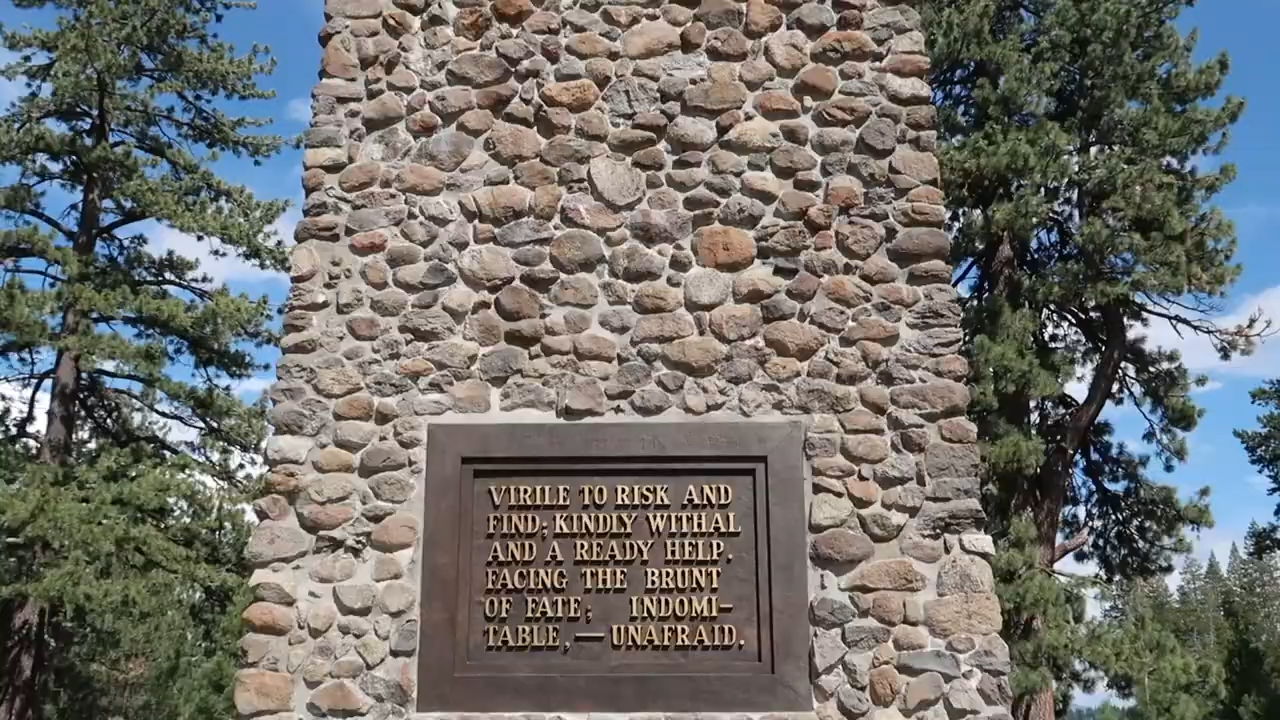 VIRILE TO RISK AND
FIND; KINDLY WITHAL
AND A READY HELP.
FACING THE BRUNT
OF FATE; INDOMI—
TABLE,— UNAFRAID.